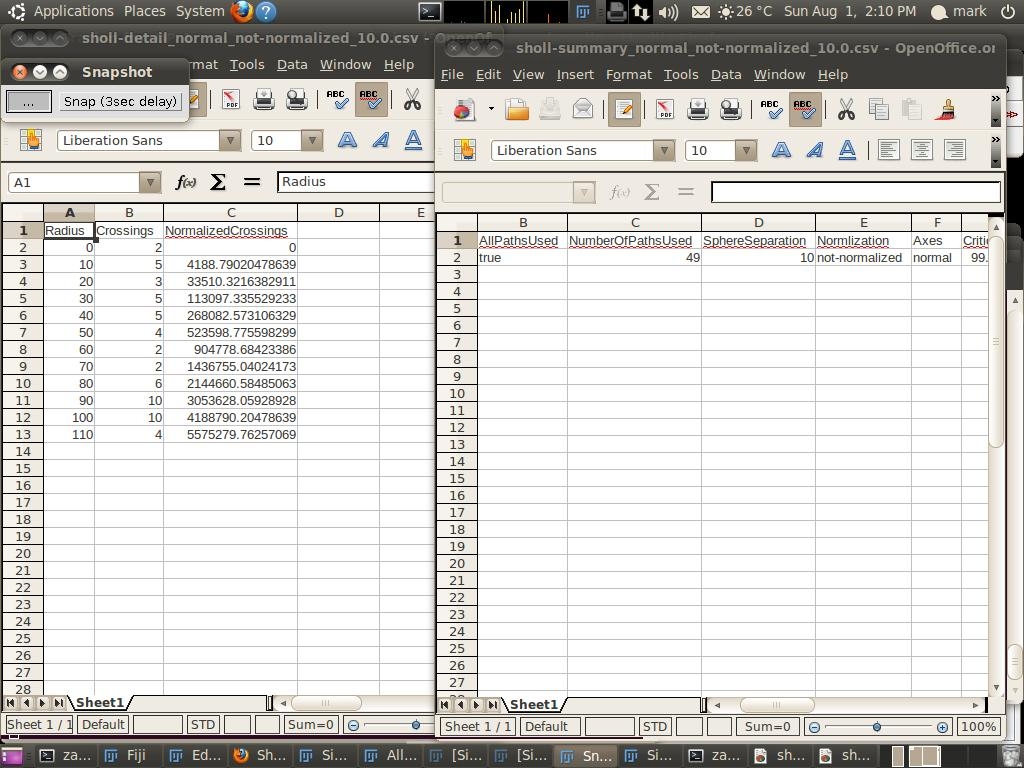 Applications Places System 26 °C Sun Aug 1, 2:10 PM mark
sholl-detail_normal_not-normalized_10.0.csv - OpenOf
Snapshot
... Snap (3sec delay)
mat Tools Data Window Help
PDF ABC ABC
Liberation Sans 10 A A A
A1 f(x) Σ = Radius
A B C D E
1 Radius Crossings NormalizedCrossings
2 0 2 0
3 10 5 4188.79020478639
4 20 3 33510.3216382911
5 30 5 113097.335529233
6 40 5 268082.573106329
7 50 4 523598.775598299
8 60 2 904778.68423386
9 70 2 1436755.04024173
10 80 6 2144660.58485063
11 90 10 3053628.05928928
12 100 10 4188790.20478639
13 110 4 5575279.76257069
14
15
16
17
18
19
20
21
22
23
24
25
26
27
28
Sheet1
Sheet 1 / 1 Default STD Sum=0
sholl-summary_normal_not-normalized_10.0.csv - OpenOffice.or
File Edit View Insert Format Tools Data Window Help
PDF ABC ABC »
Liberation Sans 10 A A A »
f(x) Σ =
B C D E F
1 AllPathsUsed NumberOfPathsUsed SphereSeparation Normlization Axes Critic
2 true 49 10 not-normalized normal 99.
3
4
5
6
7
8
9
10
11
12
13
14
15
16
17
18
19
20
21
22
23
24
25
26
27
28
Sheet1
Sheet 1 / 1 Default STD Sum=0 100%
za... Fiji Ed... Sh... Si... All... [Si... [Si... Sn... Si... za... sh... sh...